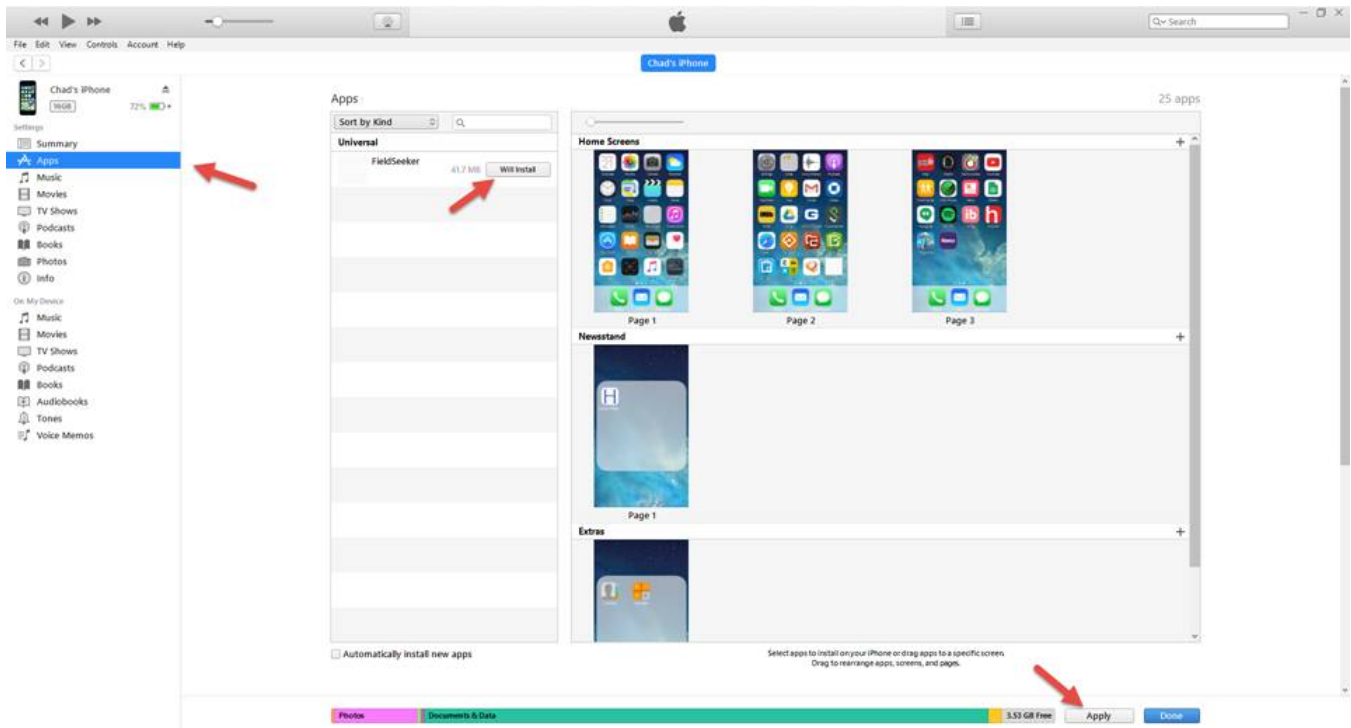 Search
File Edit View Controls Account Help
Chad's iPhone
Chad's iPhone
16GB 72%
Settings
Summary
Apps
Music
Movies
TV Shows
Podcasts
Books
Photos
Info
On My Device
Music
Movies
TV Shows
Podcasts
Books
Audiobooks
Tones
Voice Memos
Apps 25 apps
Sort by Kind
Universal
FieldSeeker
41.7 MB Will Install
Home Screens
Page 1 Page 2 Page 3
Newsstand
Page 1
Extras
Automatically install new apps
Select apps to install on your iPhone or drag apps to a specific screen.
Drag to rearrange apps, screens, and pages.
Photos Documents & Data 3.53 GB Free Apply Done